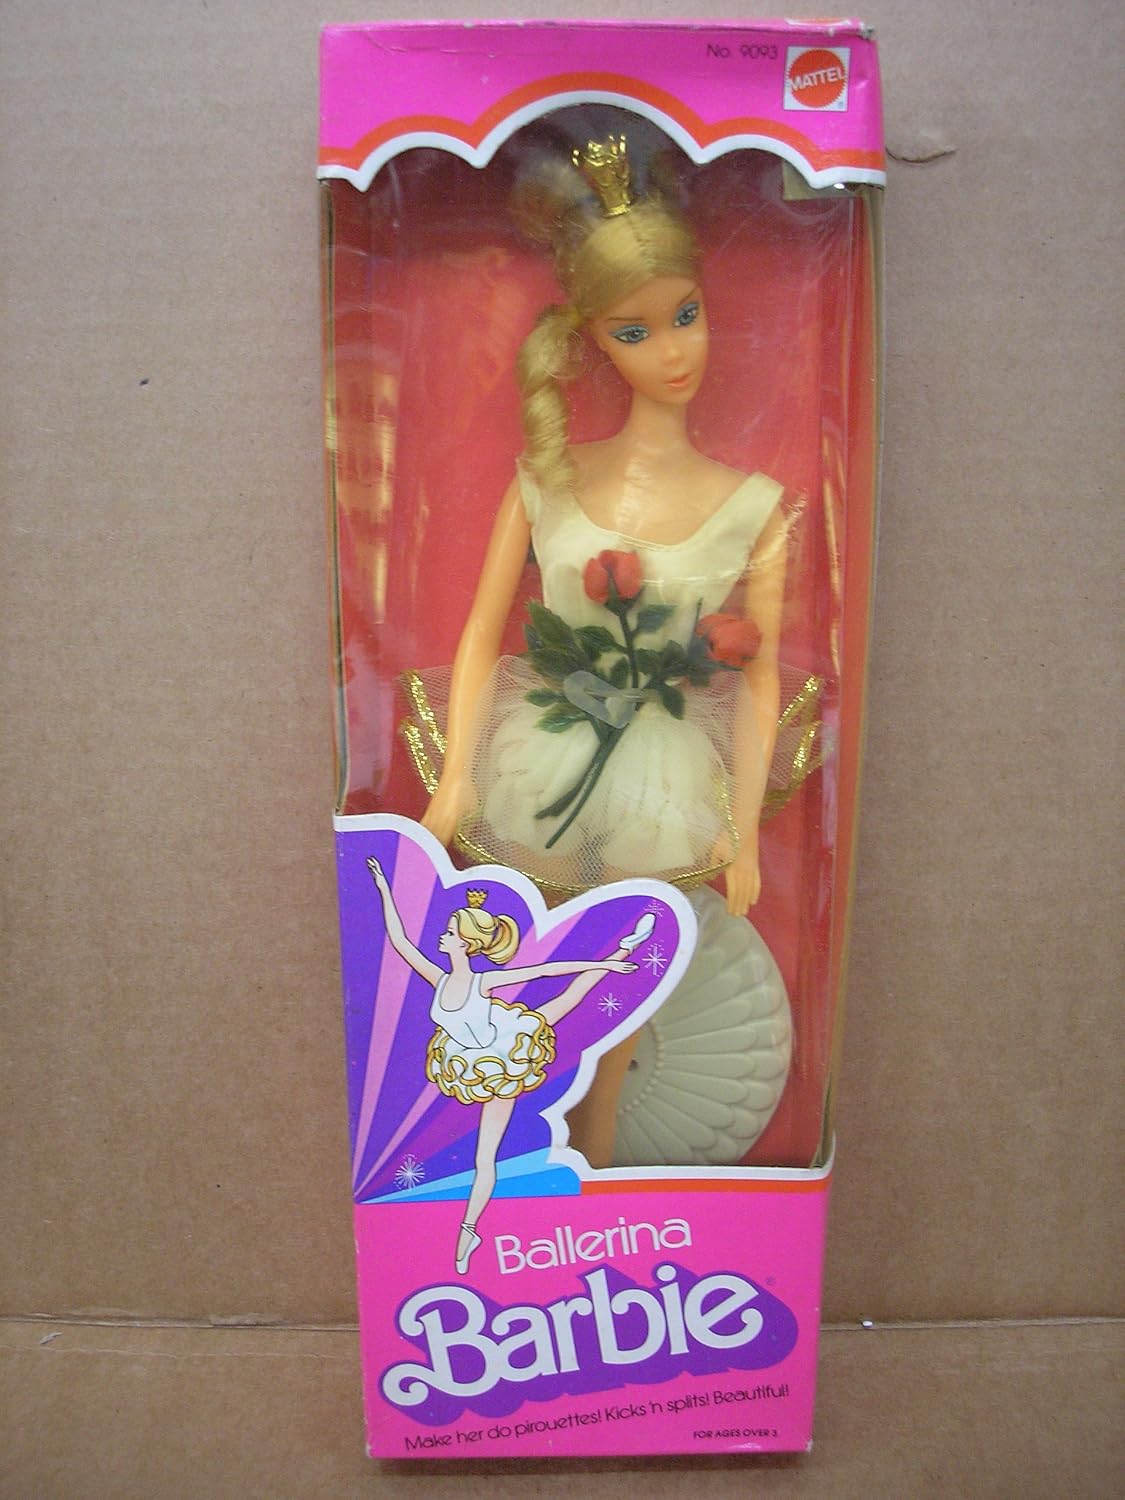 No. 9093
MATTEL
Ballerina
Barbie®
Make her do pirouettes! Kicks 'n splits! Beautiful!
FOR AGES OVER 3.